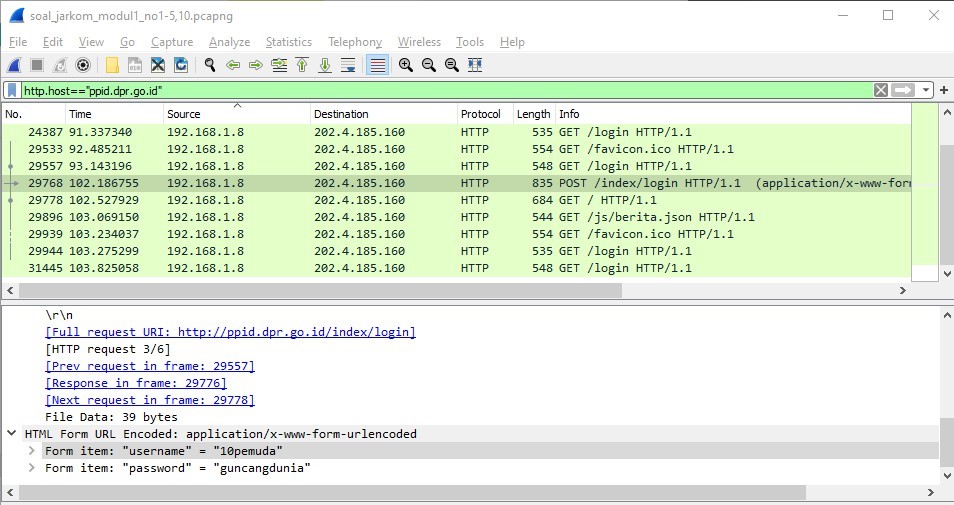 soal_jarkom_modul1_no1-5,10.pcapng
File Edit View Go Capture Analyze Statistics Telephony Wireless Tools Help
http.host=="ppid.dpr.go.id"
No. Time Source Destination Protocol Length Info
24387 91.337340 192.168.1.8 202.4.185.160 HTTP 535 GET /login HTTP/1.1
29533 92.485211 192.168.1.8 202.4.185.160 HTTP 554 GET /favicon.ico HTTP/1.1
29557 93.143196 192.168.1.8 202.4.185.160 HTTP 548 GET /login HTTP/1.1
29768 102.186755 192.168.1.8 202.4.185.160 HTTP 835 POST /index/login HTTP/1.1 (application/x-www-for
29778 102.527929 192.168.1.8 202.4.185.160 HTTP 684 GET / HTTP/1.1
29896 103.069150 192.168.1.8 202.4.185.160 HTTP 544 GET /js/berita.json HTTP/1.1
29939 103.234037 192.168.1.8 202.4.185.160 HTTP 554 GET /favicon.ico HTTP/1.1
29944 103.275299 192.168.1.8 202.4.185.160 HTTP 535 GET /login HTTP/1.1
31445 103.825058 192.168.1.8 202.4.185.160 HTTP 548 GET /login HTTP/1.1
\r\n
[Full request URI: http://ppid.dpr.go.id/index/login]
[HTTP request 3/6]
[Prev request in frame: 29557]
[Response in frame: 29776]
[Next request in frame: 29778]
File Data: 39 bytes
HTML Form URL Encoded: application/x-www-form-urlencoded
Form item: "username" = "10pemuda"
Form item: "password" = "guncangdunia"